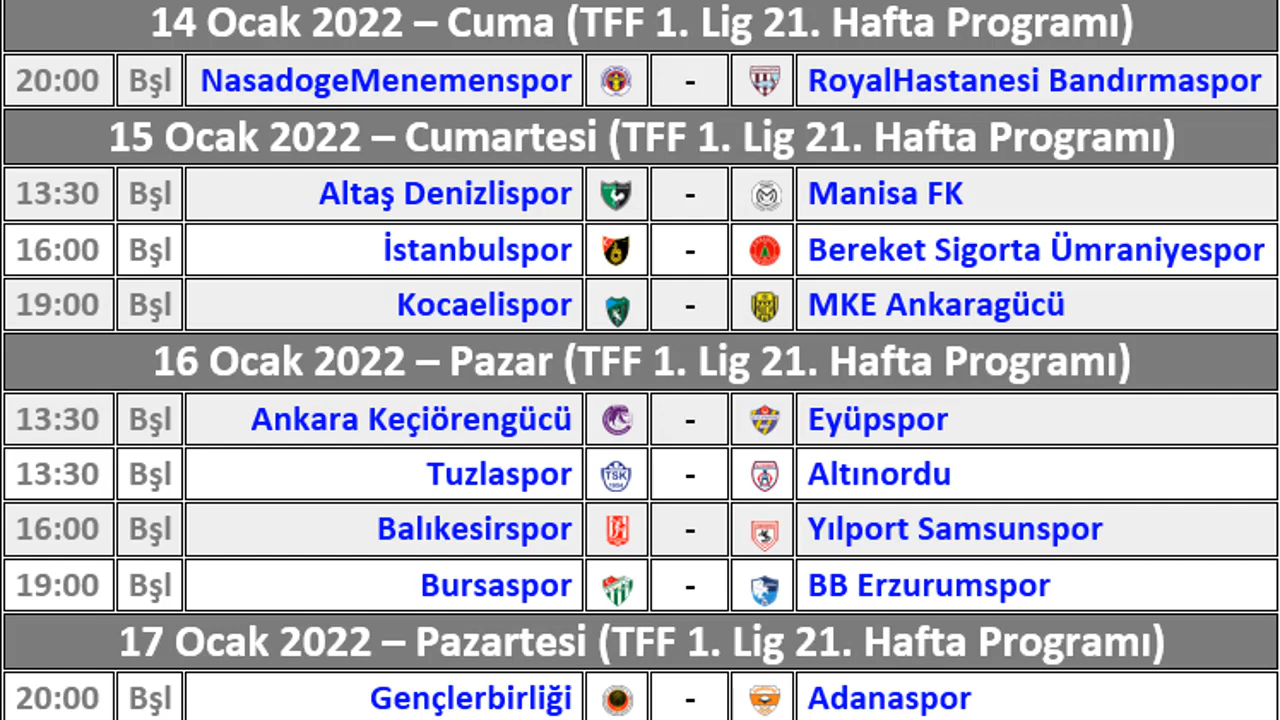 14 Ocak 2022 – Cuma (TFF 1. Lig 21. Hafta Programı)
20:00 Bşl NasadogeMenemenspor - RoyalHastanesi Bandırmaspor
15 Ocak 2022 – Cumartesi (TFF 1. Lig 21. Hafta Programı)
13:30 Bşl Altaş Denizlispor - Manisa FK
16:00 Bşl İstanbulspor - Bereket Sigorta Ümraniyespor
19:00 Bşl Kocaelispor - MKE Ankaragücü
16 Ocak 2022 – Pazar (TFF 1. Lig 21. Hafta Programı)
13:30 Bşl Ankara Keçiörengücü - Eyüpspor
13:30 Bşl Tuzlaspor TSK - Altınordu
16:00 Bşl Balıkesirspor - Yılport Samsunspor
19:00 Bşl Bursaspor - BB Erzurumspor
17 Ocak 2022 – Pazartesi (TFF 1. Lig 21. Hafta Programı)
20:00 Bşl Gençlerbirliği - Adanaspor